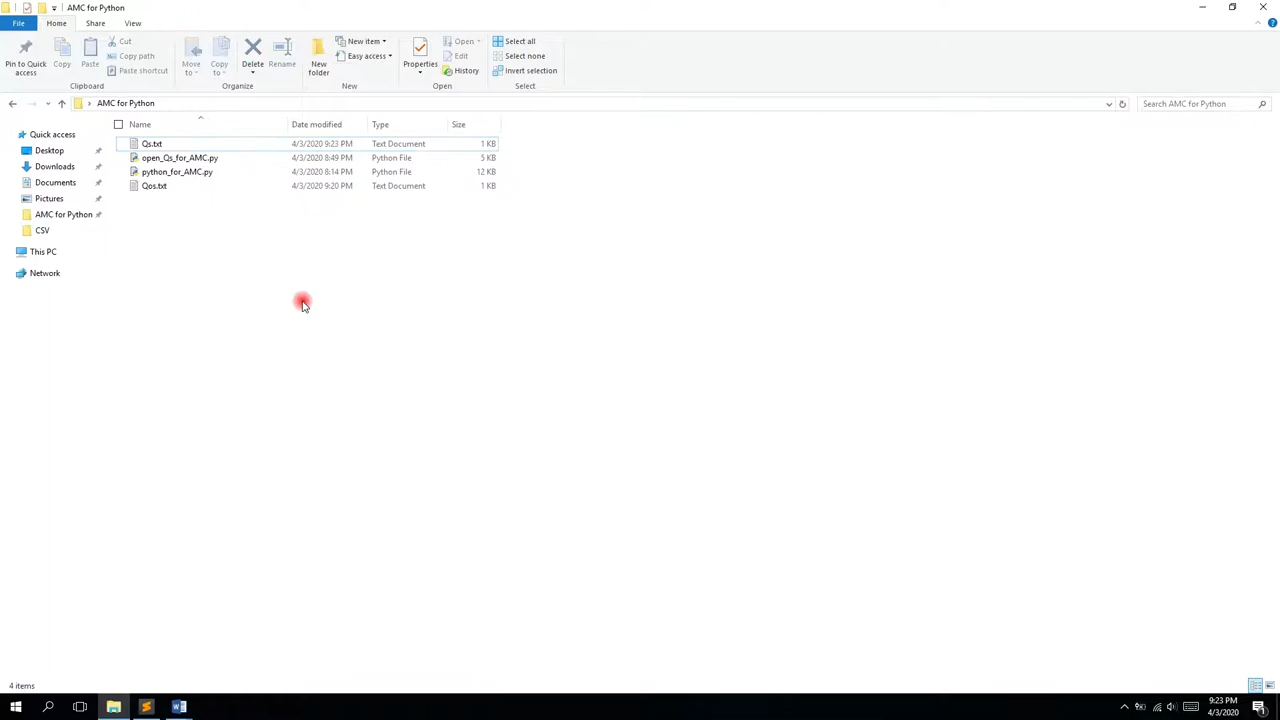 AMC for Python
File Home Share View
Pin to Quick access
Copy
Paste
Cut
Copy path
Paste shortcut
Clipboard
Move to
Copy to
Delete
Rename
Organize
New folder
New item
Easy access
New
Properties
Open
Edit
History
Open
Select all
Select none
Invert selection
Select
AMC for Python
Search AMC for Python
Name Date modified Type Size
Qs.txt 4/3/2020 9:23 PM Text Document 1 KB
open_Qs_for_AMC.py 4/3/2020 8:49 PM Python File 5 KB
python_for_AMC.py 4/3/2020 8:14 PM Python File 12 KB
Qos.txt 4/3/2020 9:20 PM Text Document 1 KB
Quick access
Desktop
Downloads
Documents
Pictures
AMC for Python
CSV
This PC
Network
4 items
9:23 PM
4/3/2020